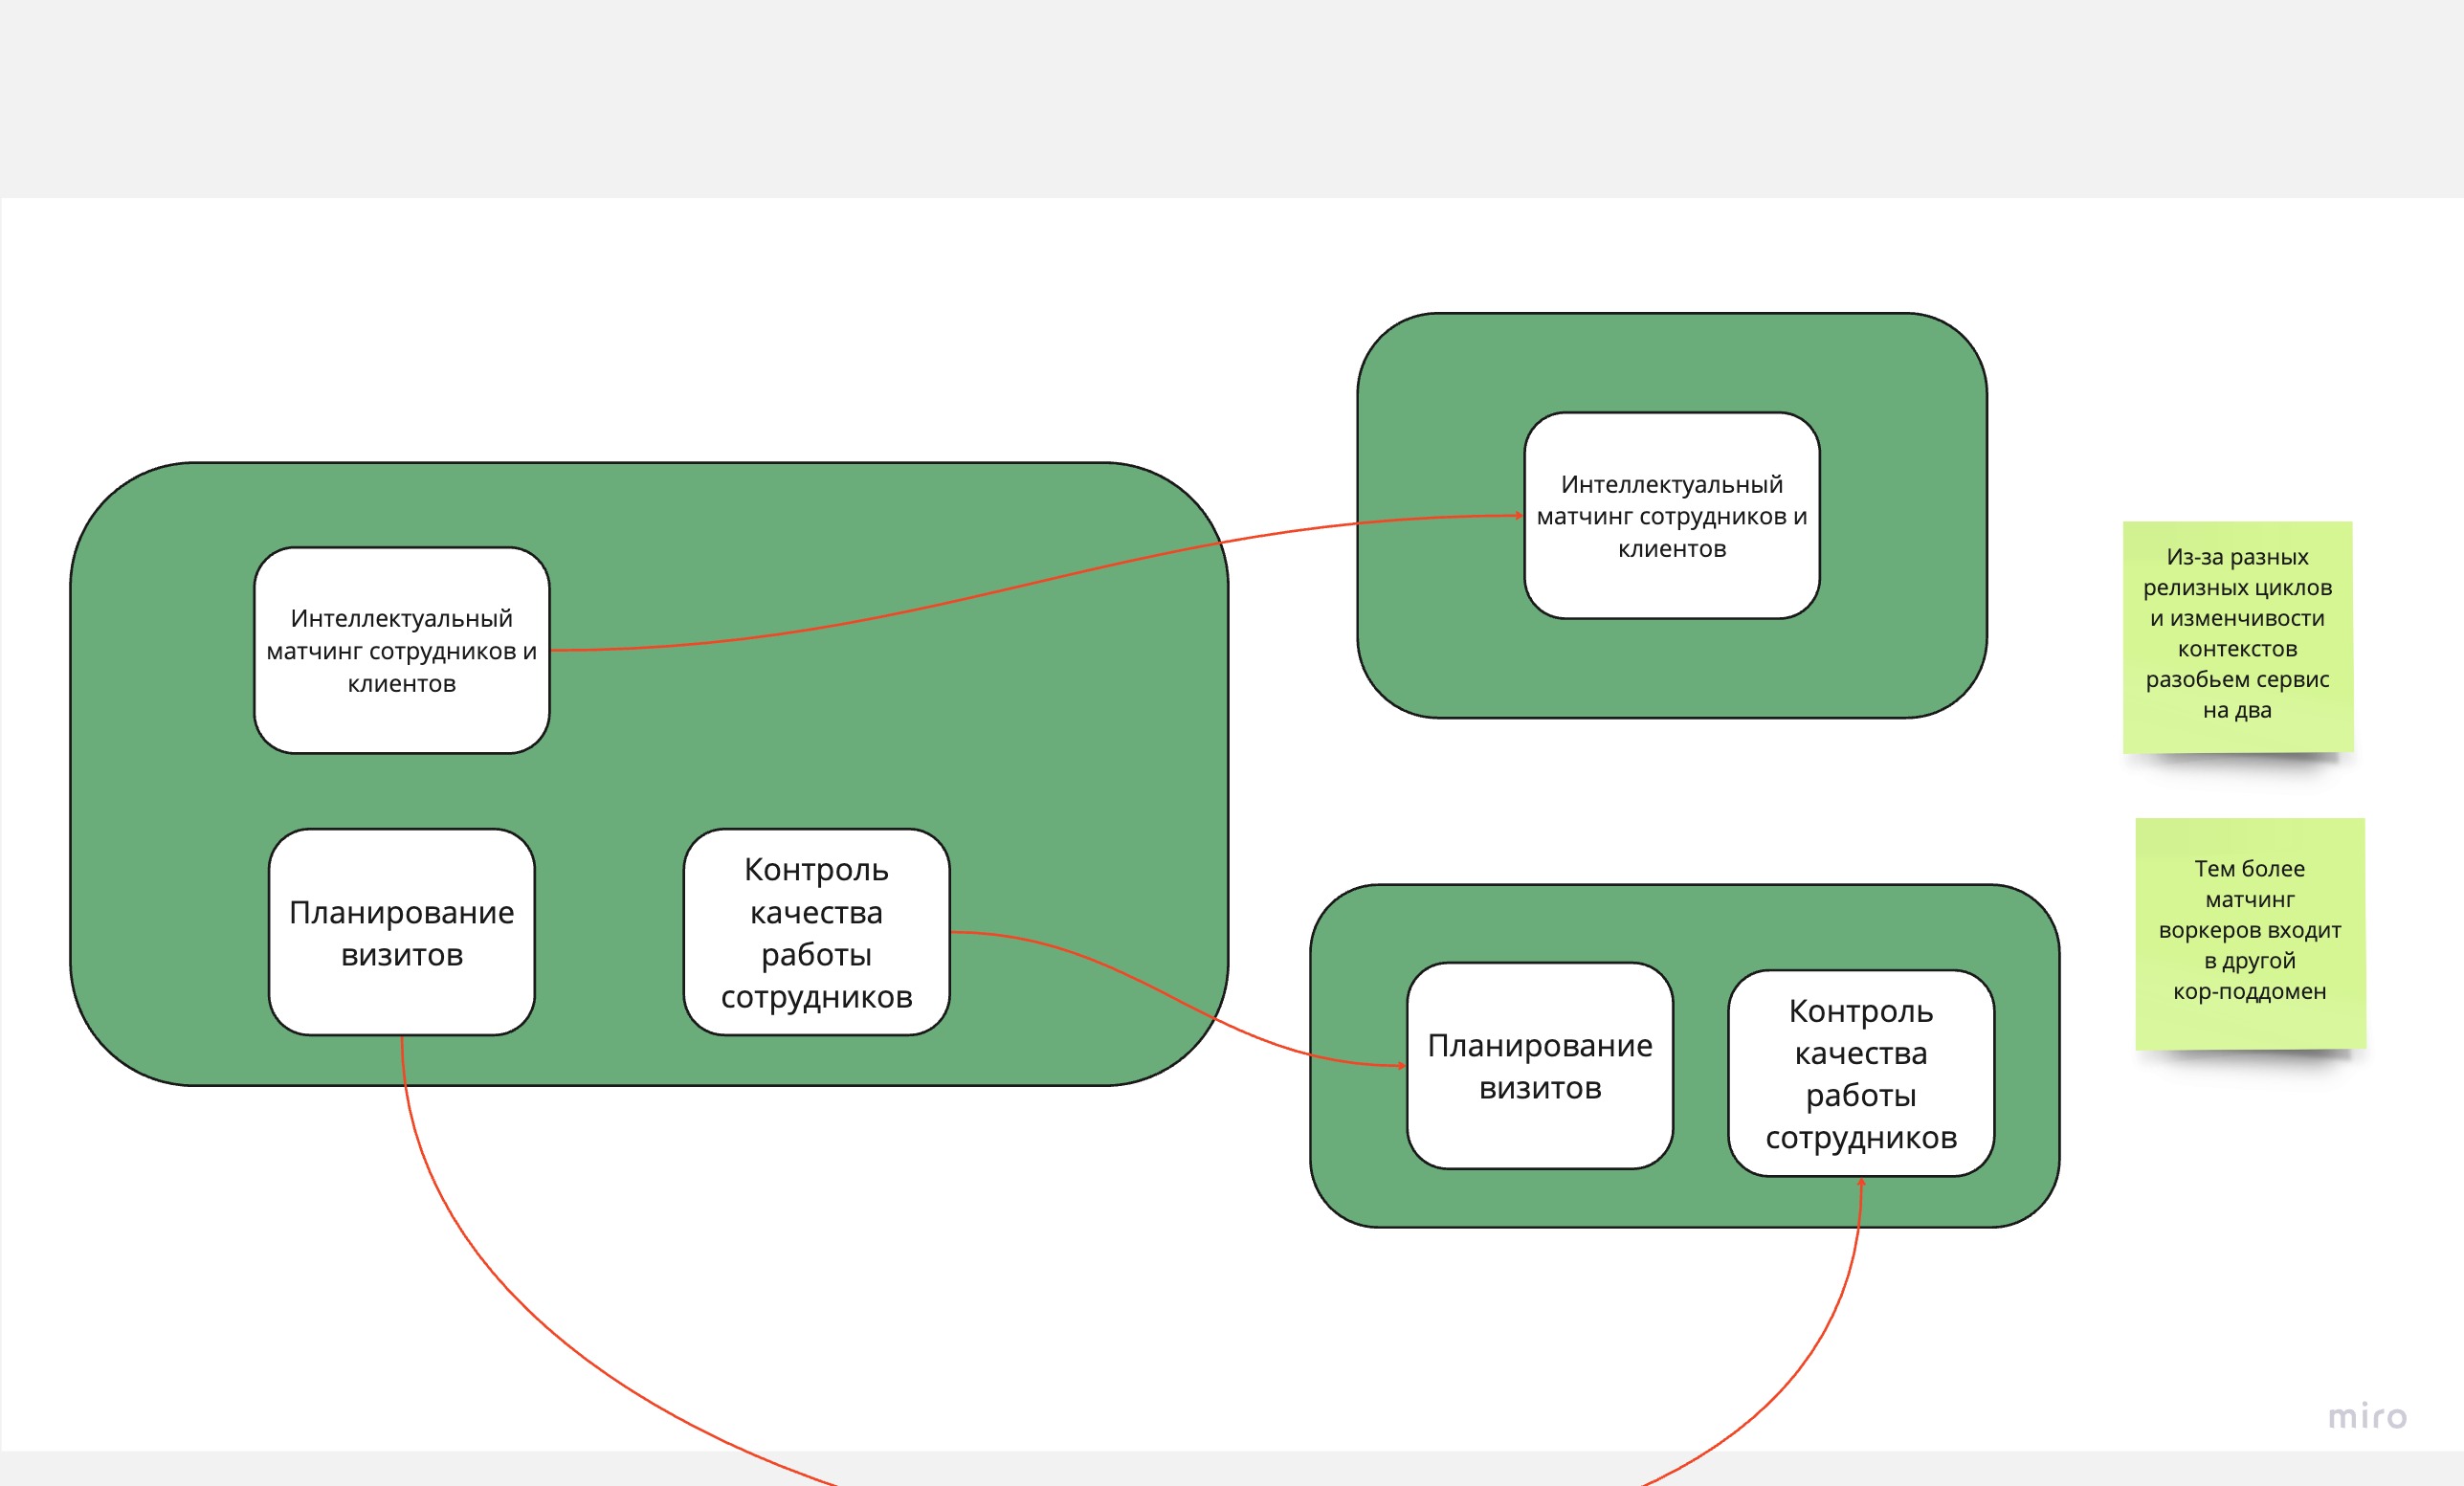 Интеллектуальный
матчинг сотрудников и
клиентов
Планирование
визитов
Контроль
качества
работы
сотрудников
Интеллектуальный
матчинг сотрудников и
клиентов
Планирование
визитов
Контроль
качества
работы
сотрудников
Из-за разных
релизных циклов
и изменчивости
контекстов
разобьем сервис
на два
Тем более
матчинг
воркеров входит
в другой
кор-поддомен
miro